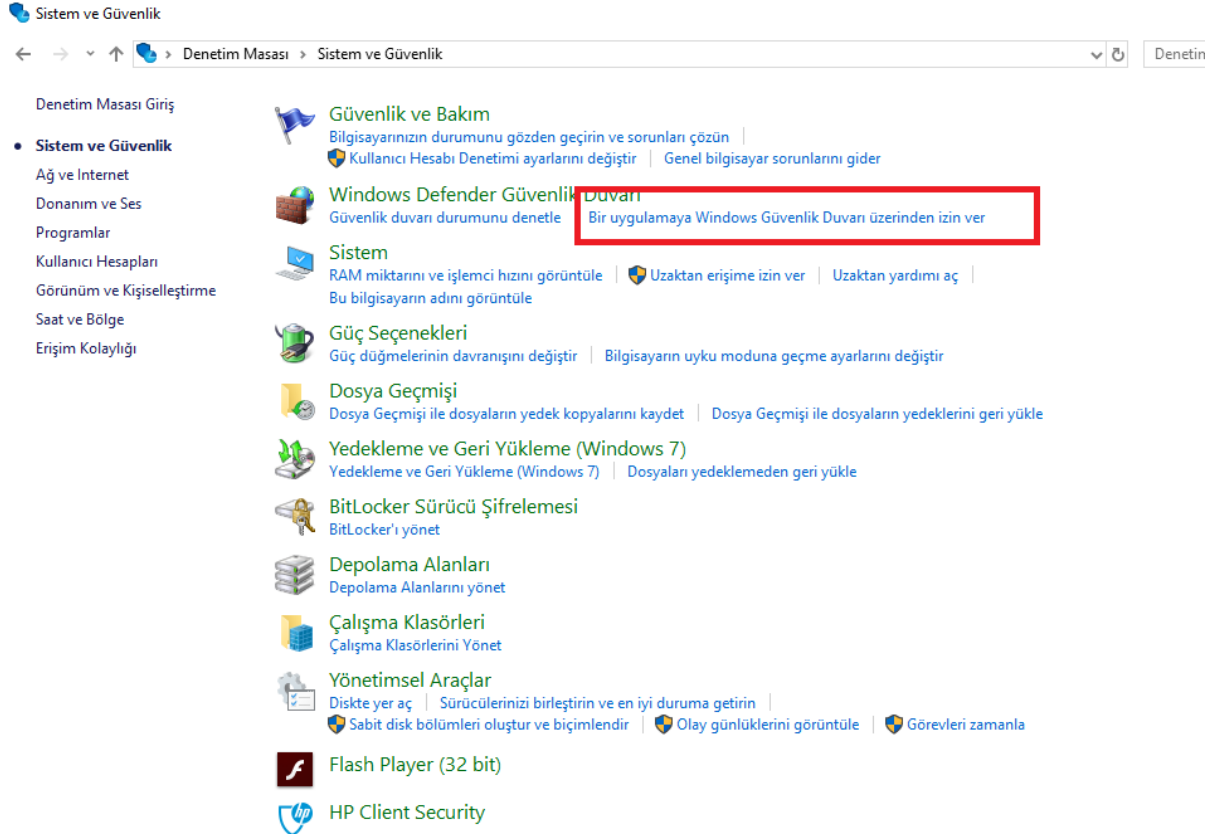 Sistem ve Güvenlik
Denetim Masası › Sistem ve Güvenlik
Denetim Masası Giriş
Sistem ve Güvenlik
Ağ ve Internet
Donanım ve Ses
Programlar
Kullanıcı Hesapları
Görünüm ve Kişiselleştirme
Saat ve Bölge
Erişim Kolaylığı
Güvenlik ve Bakım
Bilgisayarınızın durumunu gözden geçirin ve sorunları çözün
Kullanıcı Hesabı Denetimi ayarlarını değiştir | Genel bilgisayar sorunlarını gider
Windows Defender Güvenlik Duvarı
Güvenlik duvarı durumunu denetle Bir uygulamaya Windows Güvenlik Duvarı üzerinden izin ver
Sistem
RAM miktarını ve işlemci hızını görüntüle | Uzaktan erişime izin ver | Uzaktan yardımı aç
Bu bilgisayarın adını görüntüle
Güç Seçenekleri
Güç düğmelerinin davranışını değiştir | Bilgisayarın uyku moduna geçme ayarlarını değiştir
Dosya Geçmişi
Dosya Geçmişi ile dosyaların yedek kopyalarını kaydet | Dosya Geçmişi ile dosyaların yedeklerini geri yükle
Yedekleme ve Geri Yükleme (Windows 7)
Yedekleme ve Geri Yükleme (Windows 7) | Dosyaları yedeklemeden geri yükle
BitLocker Sürücü Şifrelemesi
BitLocker'ı yönet
Depolama Alanları
Depolama Alanlarını yönet
Çalışma Klasörleri
Çalışma Klasörlerini Yönet
Yönetimsel Araçlar
Diskte yer aç | Sürücülerinizi birleştirin ve en iyi duruma getirin
Sabit disk bölümleri oluştur ve biçimlendir | Olay günlüklerini görüntüle | Görevleri zamanla
Flash Player (32 bit)
HP Client Security